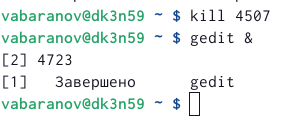 vabaranov@dk3n59 ~ $ kill 4507
vabaranov@dk3n59 ~ $ gedit &
[2] 4723
[1]   Завершено      gedit
vabaranov@dk3n59 ~ $